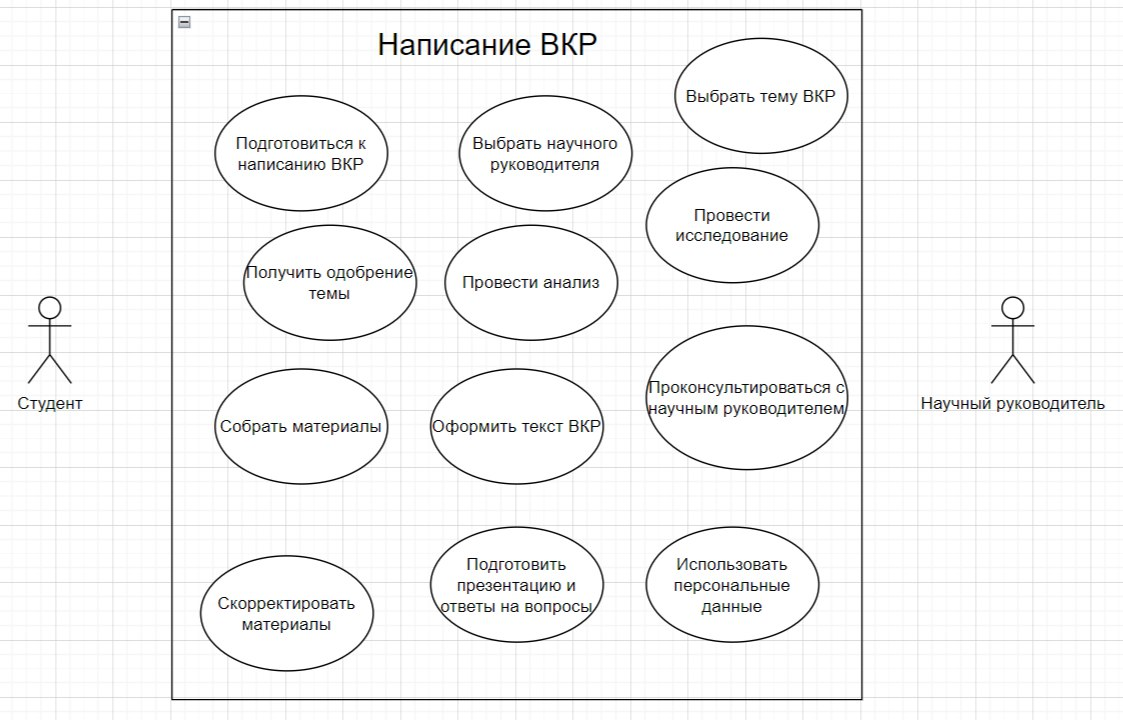 Написание ВКР
Выбрать тему ВКР
Подготовиться к
написанию ВКР
Выбрать научного
руководителя
Провести
исследование
Получить одобрение
темы
Провести анализ
Проконсультироваться с
научным руководителем
Студент
Научный руководитель
Собрать материалы
Оформить текст ВКР
Скорректировать
материалы
Подготовить
презентацию и
ответы на вопросы
Использовать
персональные
данные